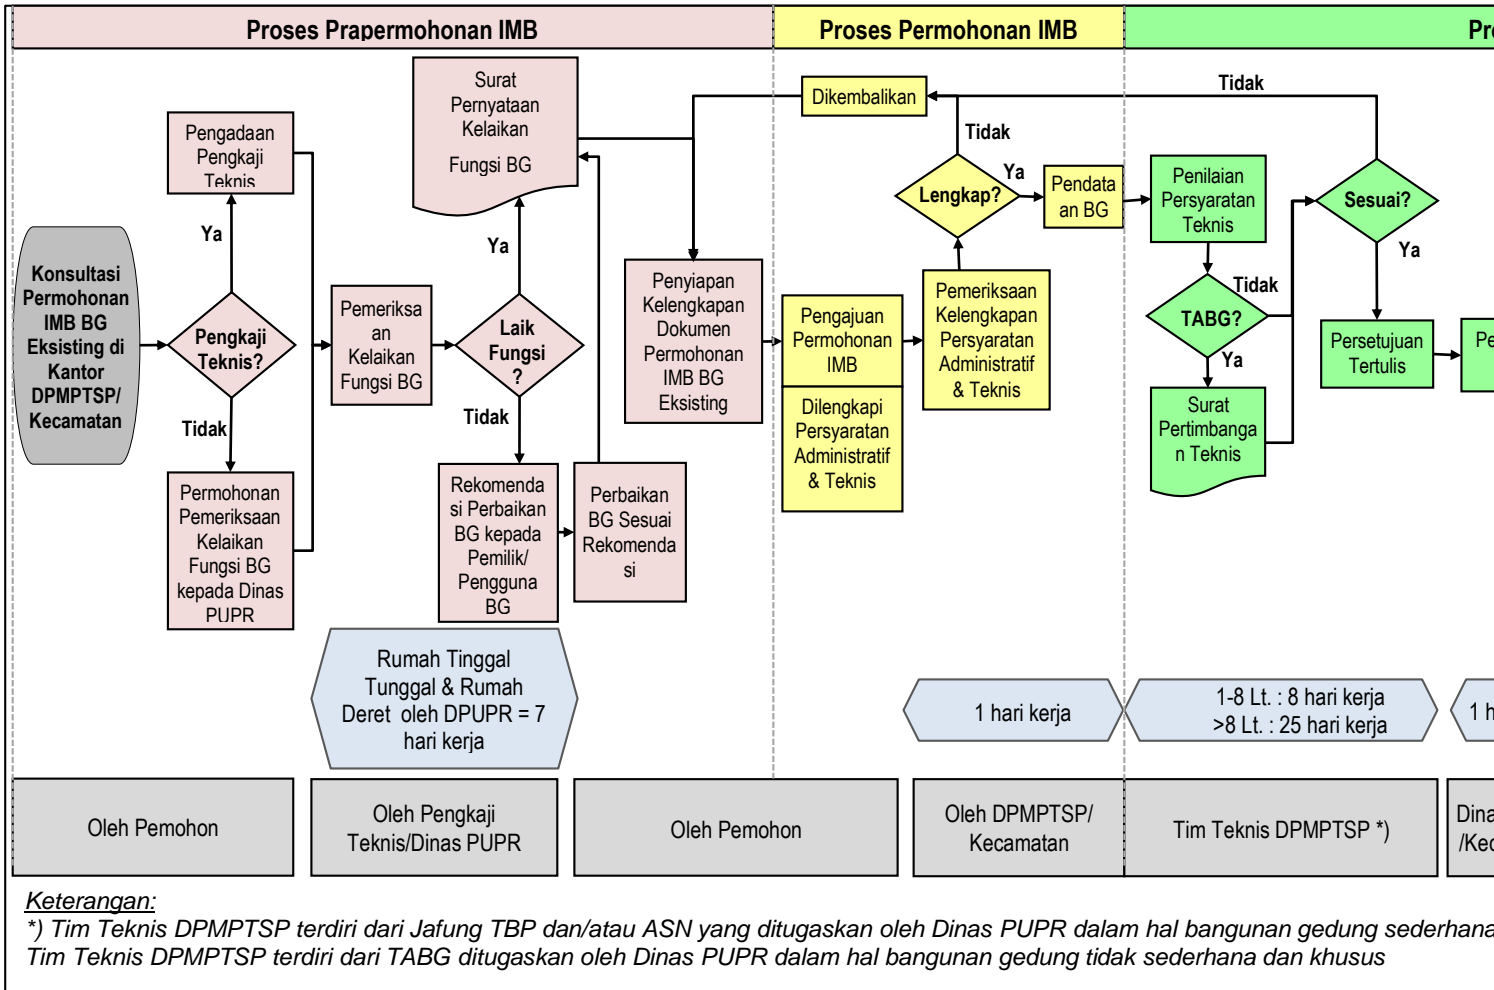 Proses Prapermohonan IMB
Proses Permohonan IMB
Surat
Pernyataan
Kelaikan
Fungsi BG
Dikembalikan
Tidak
Tidak
Pengadaan
Pengkaji
Teknis
Ya
Lengkap?
Ya
Pendata
an BG
Penilaian
Persyaratan
Teknis
Sesuai?
Ya
Ya
Konsultasi
Permohonan
IMB BG
Eksisting di
Kantor
DPMPTSP/
Kecamatan
Pengkaji
Teknis?
Pemeriksa
an
Kelaikan
Fungsi BG
Laik
Fungsi
?
Penyiapan
Kelengkapan
Dokumen
Permohonan
IMB BG
Eksisting
Pengajuan
Permohonan
IMB
Dilengkapi
Persyaratan
Administratif
& Teknis
Pemeriksaan
Kelengkapan
Persyaratan
Administratif
& Teknis
Tidak
TABG?
Ya
Persetujuan
Tertulis
Pe
Surat
Pertimbanga
n Teknis
Tidak
Tidak
Permohonan
Pemeriksaan
Kelaikan
Fungsi BG
kepada Dinas
PUPR
Rekomenda
si Perbaikan
BG kepada
Pemilik/
Pengguna
BG
Perbaikan
BG Sesuai
Rekomenda
si
Rumah Tinggal
Tunggal & Rumah
Deret oleh DPUPR = 7
hari kerja
1 hari kerja
1-8 Lt. : 8 hari kerja
>8 Lt. : 25 hari kerja
1 h
Oleh Pemohon
Oleh Pengkaji
Teknis/Dinas PUPR
Oleh Pemohon
Oleh DPMPTSP/
Kecamatan
Tim Teknis DPMPTSP *)
Dina
/Kec
Keterangan:
*) Tim Teknis DPMPTSP terdiri dari Jafung TBP dan/atau ASN yang ditugaskan oleh Dinas PUPR dalam hal bangunan gedung sederhana
Tim Teknis DPMPTSP terdiri dari TABG ditugaskan oleh Dinas PUPR dalam hal bangunan gedung tidak sederhana dan khusus